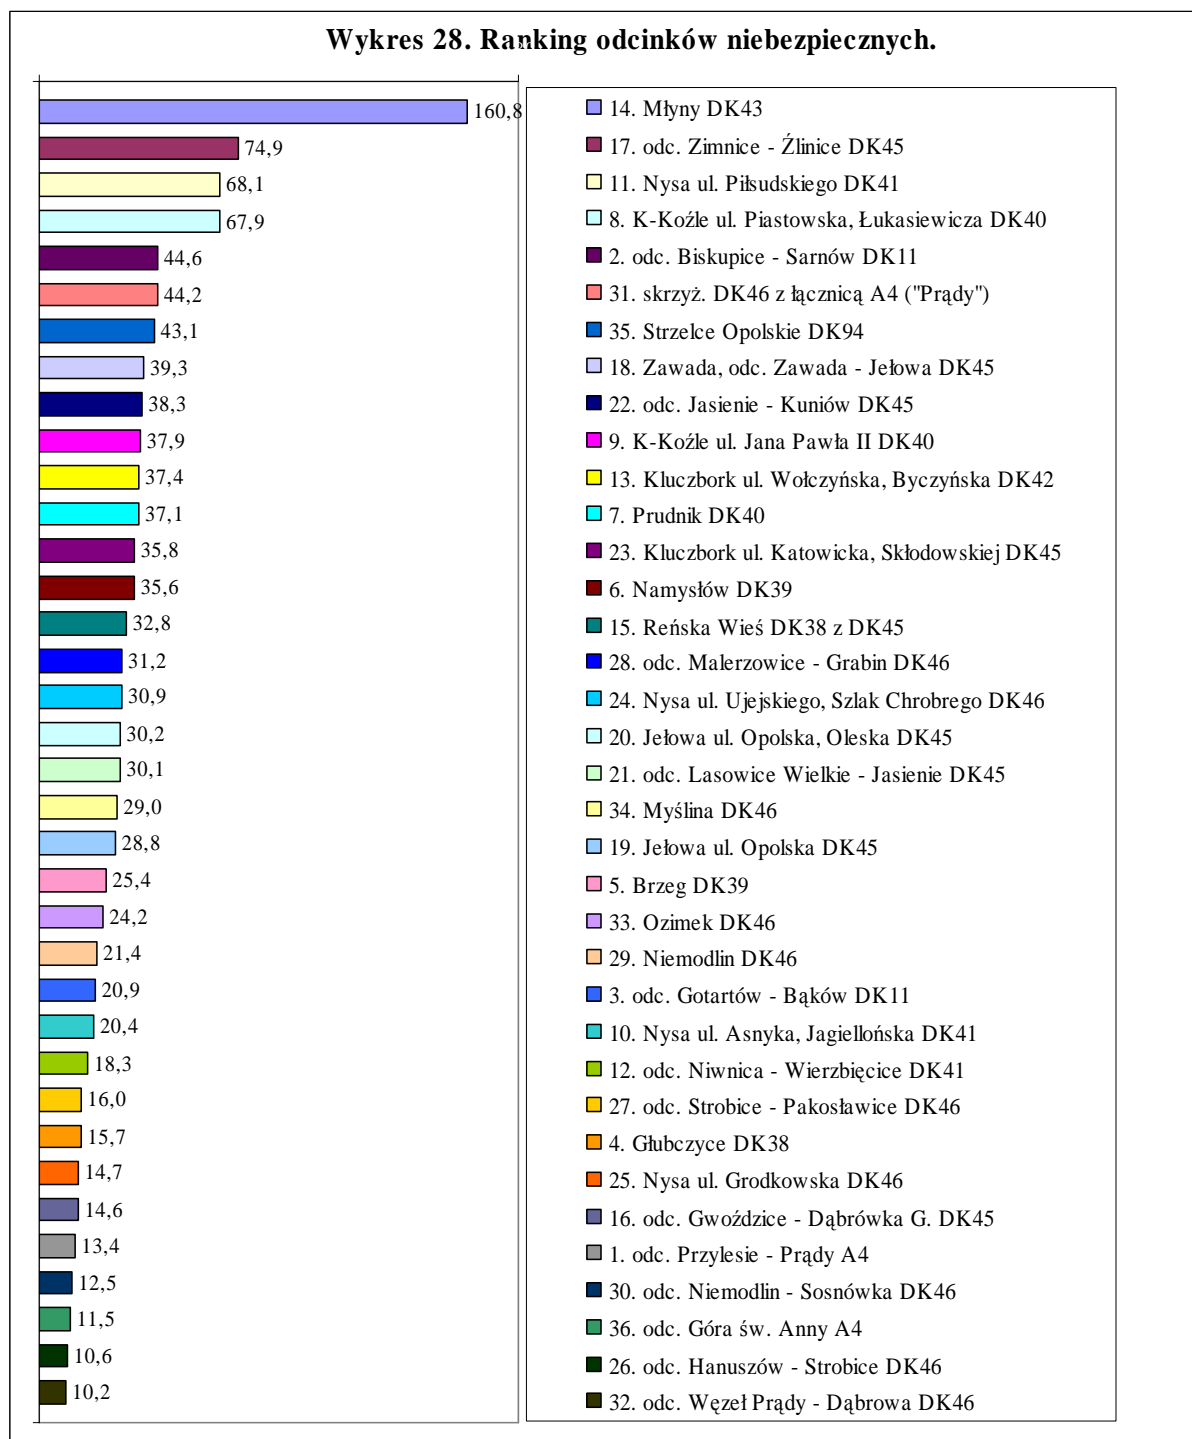 Wykres 28. Ranking odcinków niebezpiecznych.
160,8 14. Młyny DK43
74,9 17. odc. Zimnice - Źlinice DK45
68,1 11. Nysa ul. Piłsudskiego DK41
67,9 8. K-Koźle ul. Piastowska, Łukasiewicza DK40
44,6 2. odc. Biskupice - Sarnów DK11
44,2 31. skrzyż. DK46 z łącznicą A4 ("Prądy")
43,1 35. Strzelce Opolskie DK94
39,3 18. Zawada, odc. Zawada - Jełowa DK45
38,3 22. odc. Jasienie - Kuniów DK45
37,9 9. K-Koźle ul. Jana Pawła II DK40
37,4 13. Kluczbork ul. Wołczyńska, Byczyńska DK42
37,1 7. Prudnik DK40
35,8 23. Kluczbork ul. Katowicka, Skłodowskiej DK45
35,6 6. Namysłów DK39
32,8 15. Reńska Wieś DK38 z DK45
31,2 28. odc. Malerzowice - Grabin DK46
30,9 24. Nysa ul. Ujejskiego, Szlak Chrobrego DK46
30,2 20. Jełowa ul. Opolska, Oleska DK45
30,1 21. odc. Lasowice Wielkie - Jasienie DK45
29,0 34. Myślina DK46
28,8 19. Jełowa ul. Opolska DK45
25,4 5. Brzeg DK39
24,2 33. Ozimek DK46
21,4 29. Niemodlin DK46
20,9 3. odc. Gotartów - Bąków DK11
20,4 10. Nysa ul. Asnyka, Jagiellońska DK41
18,3 12. odc. Niwnica - Wierzbięcice DK41
16,0 27. odc. Strobice - Pakosławice DK46
15,7 4. Głubczyce DK38
14,7 25. Nysa ul. Grodkowska DK46
14,6 16. odc. Gwoździce - Dąbrówka G. DK45
13,4 1. odc. Przylesie - Prądy A4
12,5 30. odc. Niemodlin - Sosnówka DK46
11,5 36. odc. Góra św. Anny A4
10,6 26. odc. Hanuszów - Strobice DK46
10,2 32. odc. Węzeł Prądy - Dąbrowa DK46